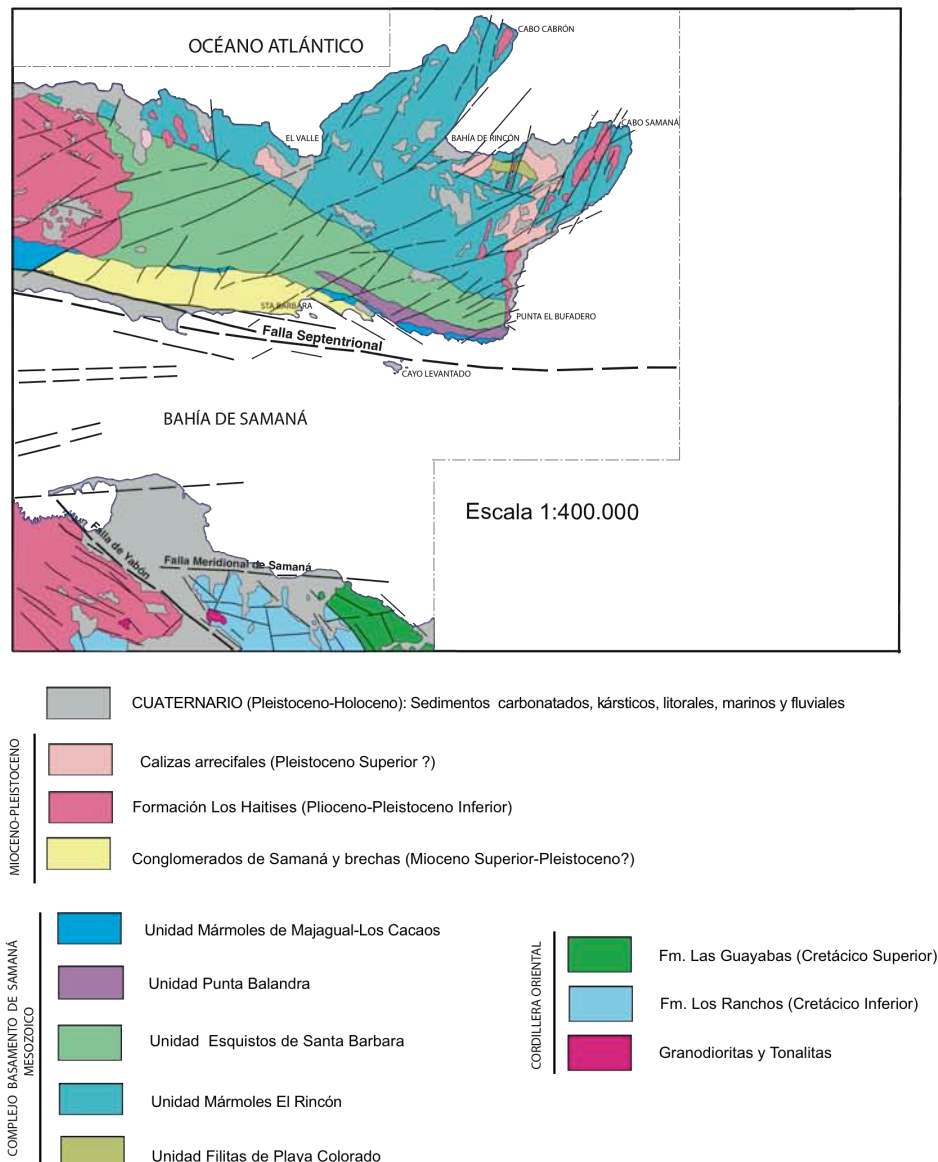 OCÉANO ATLÁNTICO
CABO CABRÓN
CABO SAMANÁ
EL VALLE
BAHÍA DE RINCÓN
STA BARBARA
PUNTA EL BUFADERO
Falla Septentrional
CAYO LEVANTADO
BAHÍA DE SAMANÁ
Escala 1:400.000
Falla de Yabón
Falla Meridional de Samaná
CUATERNARIO (Pleistoceno-Holoceno): Sedimentos carbonatados, kársticos, litorales, marinos y fluviales
MIOCENO-PLEISTOCENO
Calizas arrecifales (Pleistoceno Superior ?)
Formación Los Haitises (Plioceno-Pleistoceno Inferior)
Conglomerados de Samaná y brechas (Mioceno Superior-Pleistoceno?)
COMPLEJO BASAMENTO DE SAMANÁ
MESOZOICO
Unidad Mármoles de Majagual-Los Cacaos
Unidad Punta Balandra
Unidad Esquistos de Santa Barbara
Unidad Mármoles El Rincón
Unidad Filitas de Playa Colorado
CORDILLERA ORIENTAL
Fm. Las Guayabas (Cretácico Superior)
Fm. Los Ranchos (Cretácico Inferior)
Granodioritas y Tonalitas